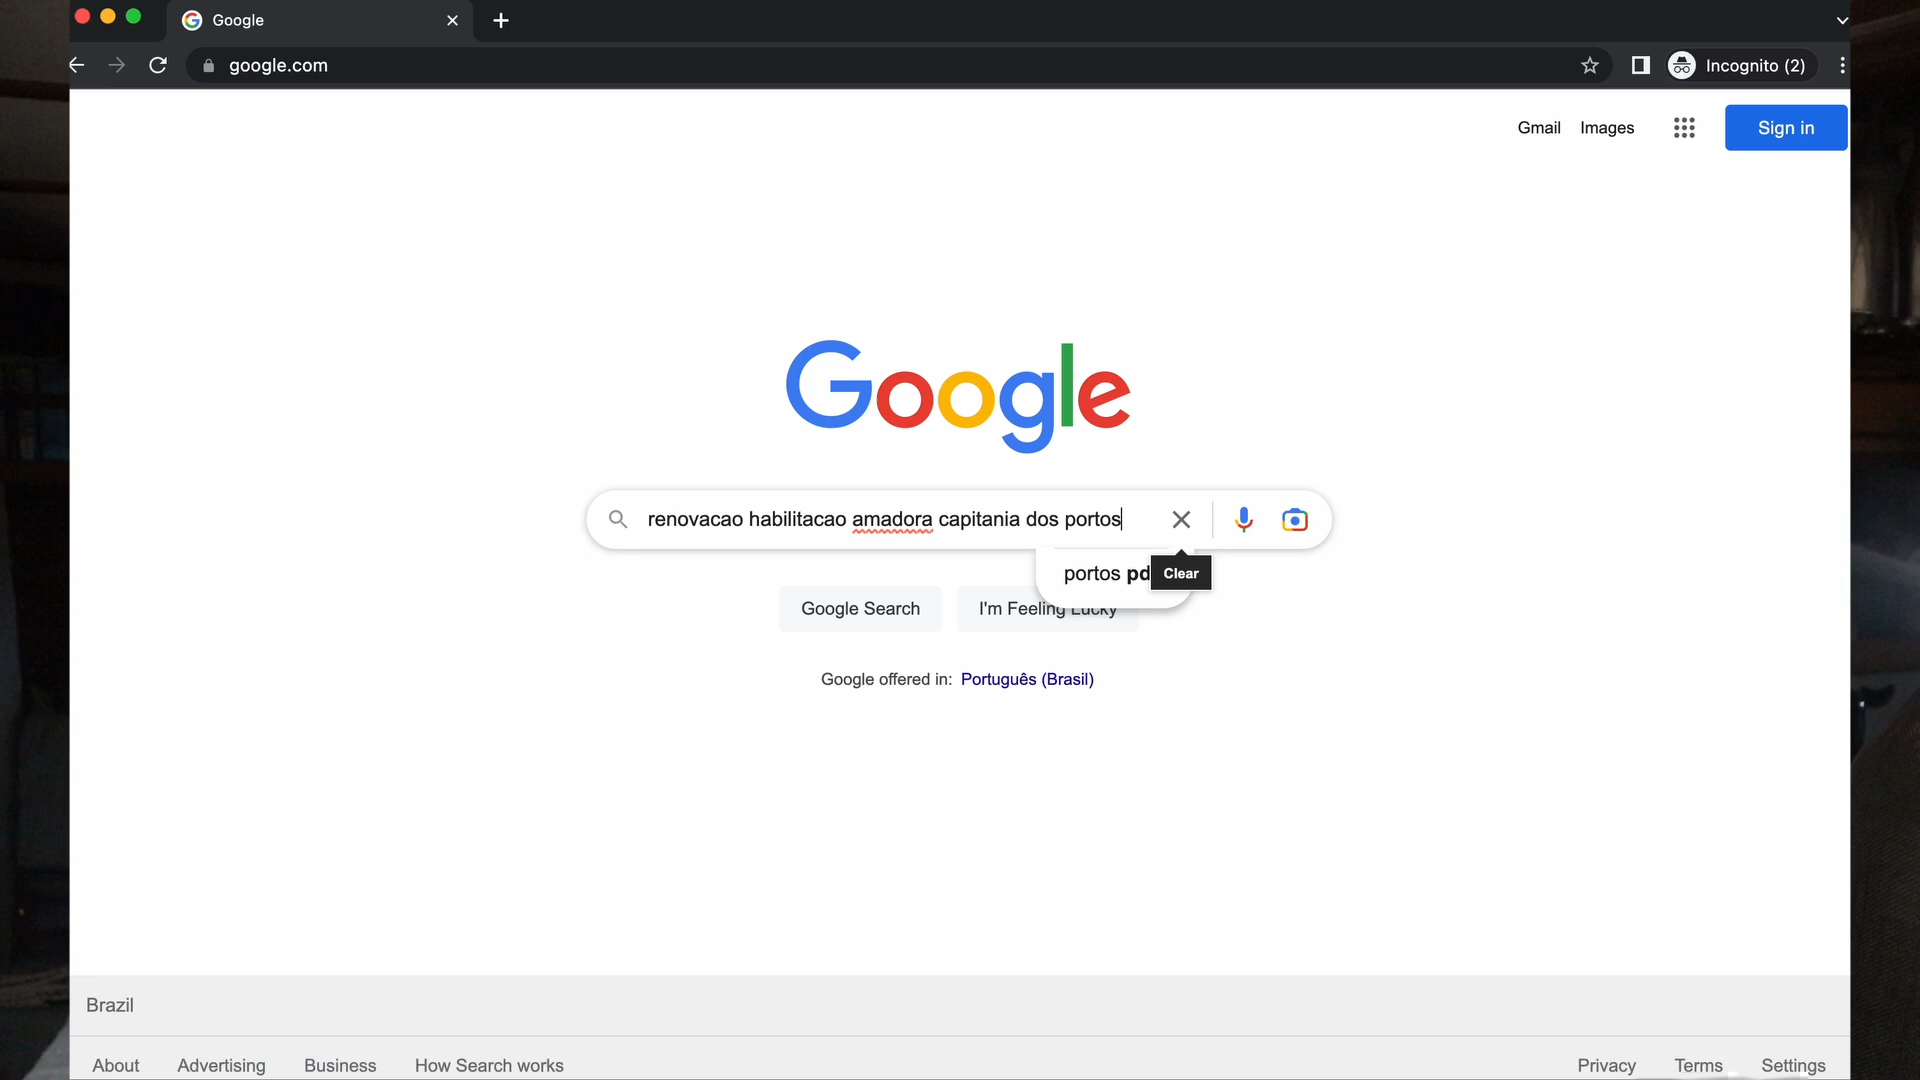 Google
google.com
Incognito (2)
Gmail Images
Sign in
Google
renovacao habilitacao amadora capitania dos portos
portos pd
Clear
Google Search
I'm Feeling Lucky
Google offered in: Português (Brasil)
Brazil
About Advertising Business How Search works
Privacy Terms Settings